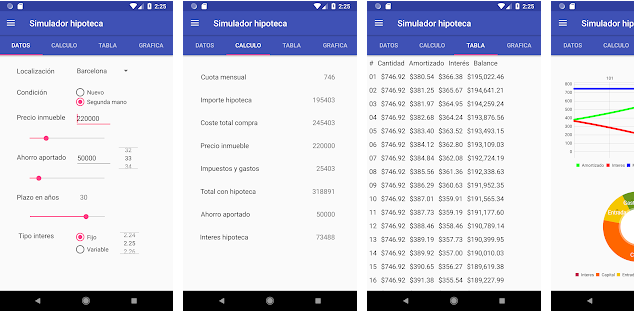 2:25
Simulador hipoteca
DATOS CALCULO TABLA GRAFICA
Localización Barcelona
Condición Nuevo
Segunda mano
Precio inmueble 220000
Ahorro aportado 50000
32
33
34
Plazo en años 30
Tipo interes Fijo
Variable
2.24
2.25
2.26
2:25
Simulador hipoteca
DATOS CALCULO TABLA GRAFICA
Cuota mensual 746
Importe hipoteca 195403
Coste total compra 245403
Precio inmueble 220000
Impuestos y gastos 25403
Total con hipoteca 318891
Ahorro aportado 50000
Interes hipoteca 73488
2:25
Simulador hipoteca
DATOS CALCULO TABLA GRAFICA
# Cantidad Amortizado Interés Balance
01 $746.92 $380.54 $366.38 $195,022.46
02 $746.92 $381.25 $365.67 $194,641.21
03 $746.92 $381.97 $364.95 $194,259.24
04 $746.92 $382.68 $364.24 $193,876.56
05 $746.92 $383.40 $363.52 $193,493.15
06 $746.92 $384.12 $362.80 $193,109.03
07 $746.92 $384.84 $362.08 $192,724.19
08 $746.92 $385.56 $361.36 $192,338.63
09 $746.92 $386.29 $360.63 $191,952.35
10 $746.92 $387.01 $359.91 $191,565.34
11 $746.92 $387.73 $359.19 $191,177.60
12 $746.92 $388.46 $358.46 $190,789.14
13 $746.92 $389.19 $357.73 $190,399.95
14 $746.92 $389.92 $357.00 $190,010.03
15 $746.92 $390.65 $356.27 $189,619.38
16 $746.92 $391.38 $355.54 $189,227.99
Simulador hip
DATOS CALCULO
101
800
700
600
500
400
300
200
100
0
Amortizado Interes
Gast
Entrada
Interes Capital Entrad